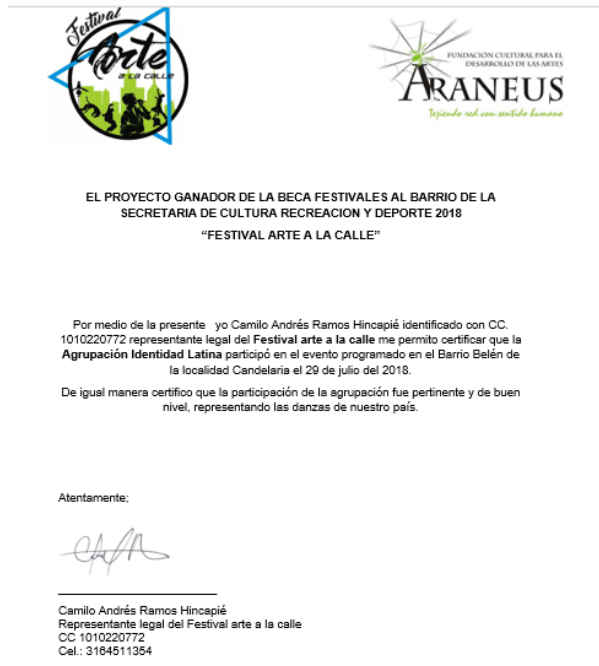 Festival
Arte
a la calle
FUNDACIÓN CULTURAL PARA EL
DESARROLLO DE LAS ARTES
ARANEUS
Tejiendo red con sentido humano
EL PROYECTO GANADOR DE LA BECA FESTIVALES AL BARRIO DE LA
SECRETARIA DE CULTURA RECREACION Y DEPORTE 2018
“FESTIVAL ARTE A LA CALLE”
Por medio de la presente yo Camilo Andrés Ramos Hincapié identificado con CC.
1010220772 representante legal del Festival arte a la calle me permito certificar que la
Agrupación Identidad Latina participó en el evento programado en el Barrio Belén de
la localidad Candelaria el 29 de julio del 2018.
De igual manera certifico que la participación de la agrupación fue pertinente y de buen
nivel, representando las danzas de nuestro país.
Atentamente;
Camilo Andrés Ramos Hincapié
Representante legal del Festival arte a la calle
CC 1010220772
Cel.: 3164511354